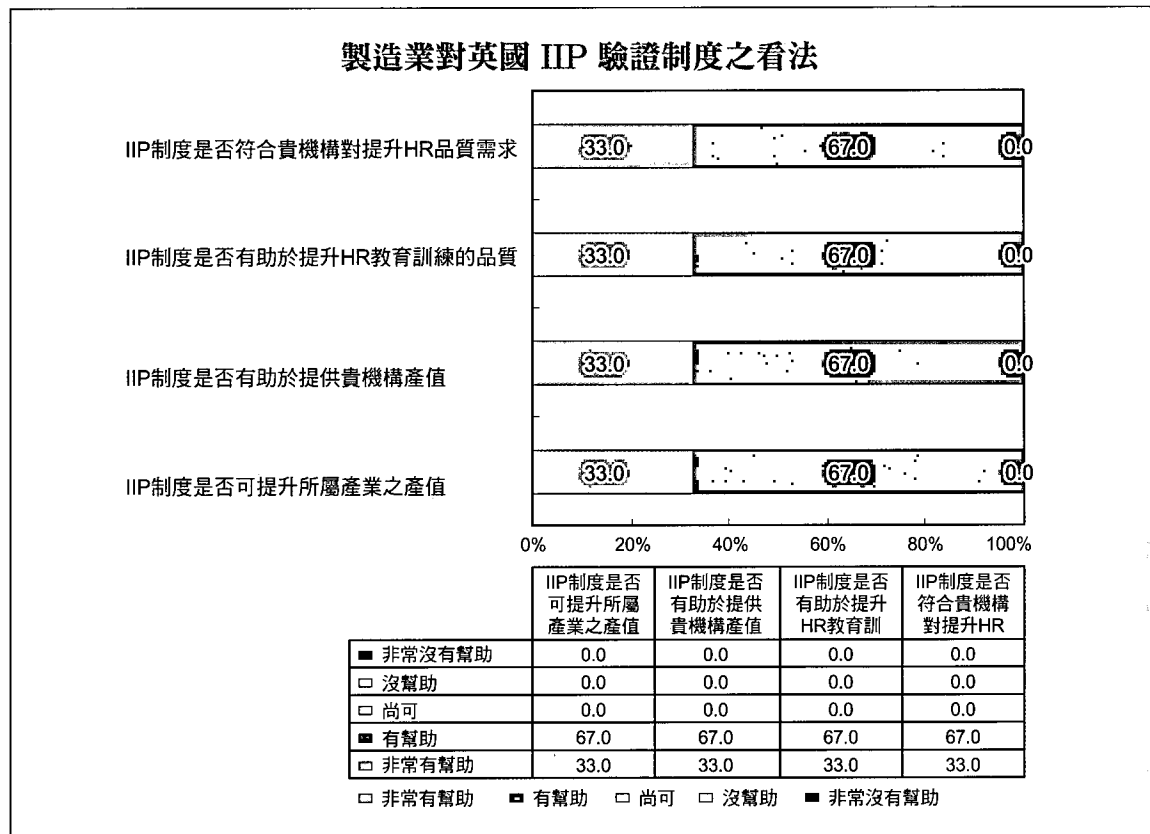 製造業對英國 IIP 驗證制度之看法
IIP制度是否符合貴機構對提升HR品質需求
33.0 67.0 0.0
IIP制度是否有助於提升HR教育訓練的品質
33.0 67.0 0.0
IIP制度是否有助於提供貴機構產值
33.0 67.0 0.0
IIP制度是否可提升所屬產業之產值
33.0 67.0 0.0
0% 20% 40% 60% 80% 100%
IIP制度是否 IIP制度是否 IIP制度是否 IIP制度是否
可提升所屬 有助於提供 有助於提升 符合貴機構
產業之產值 貴機構產值 HR教育訓 對提升HR
非常沒有幫助 0.0 0.0 0.0 0.0
沒幫助 0.0 0.0 0.0 0.0
尚可 0.0 0.0 0.0 0.0
有幫助 67.0 67.0 67.0 67.0
非常有幫助 33.0 33.0 33.0 33.0
非常有幫助 有幫助 尚可 沒幫助 非常沒有幫助